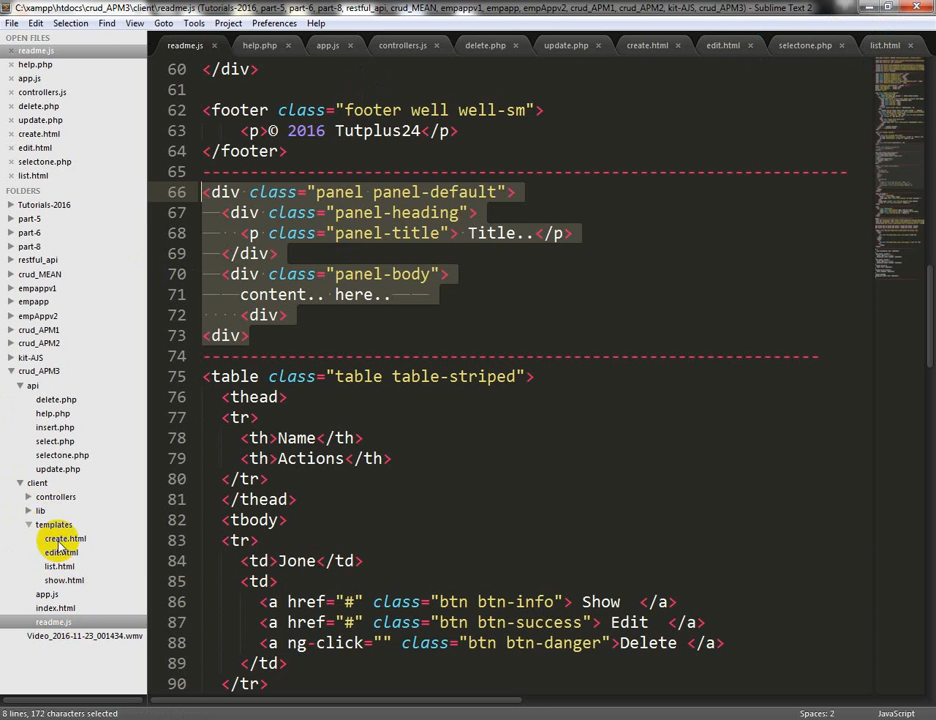 C:\xampp\htdocs\crud_APM3\client\readme.js (Tutorials-2016, part-5, part-6, part-8, restful_api, crud_MEAN, empappv1, empapp, empAppv2, crud_APM1, crud_APM2, kit-AJS, crud_APM3) - Sublime Text 2
File Edit Selection Find View Goto Tools Project Preferences Help
OPEN FILES
readme.js
help.php
app.js
controllers.js
delete.php
update.php
create.html
edit.html
selectone.php
list.html
FOLDERS
Tutorials-2016
part-5
part-6
part-8
restful_api
crud_MEAN
empappv1
empapp
empAppv2
crud_APM1
crud_APM2
kit-AJS
crud_APM3
api
delete.php
help.php
insert.php
select.php
selectone.php
update.php
client
controllers
lib
templates
create.html
edit.html
list.html
show.html
app.js
index.html
readme.js
Video_2016-11-23_001434.wmv
readme.js × help.php × app.js × controllers.js × delete.php × update.php × create.html × edit.html × selectone.php × list.html ×
60 </div>
61
62 <footer class="footer well well-sm">
63 <p>© 2016 Tutplus24</p>
64 </footer>
65 ----------------------------------------------------------------------
66 <div class="panel panel-default">
67 <div class="panel-heading">
68 <p class="panel-title"> Title..</p>
69 </div>
70 <div class="panel-body">
71 content.. here..
72 <div>
73 <div>
74 -------------------------------------------------------------------
75 <table class="table table-striped">
76 <thead>
77 <tr>
78 <th>Name</th>
79 <th>Actions</th>
80 </tr>
81 </thead>
82 <tbody>
83 <tr>
84 <td>Jone</td>
85 <td>
86 <a href="#" class="btn btn-info"> Show </a>
87 <a href="#" class="btn btn-success"> Edit </a>
88 <a ng-click="" class="btn btn-danger">Delete </a>
89 </td>
90 </tr>
8 lines, 172 characters selected
Spaces: 2
JavaScript